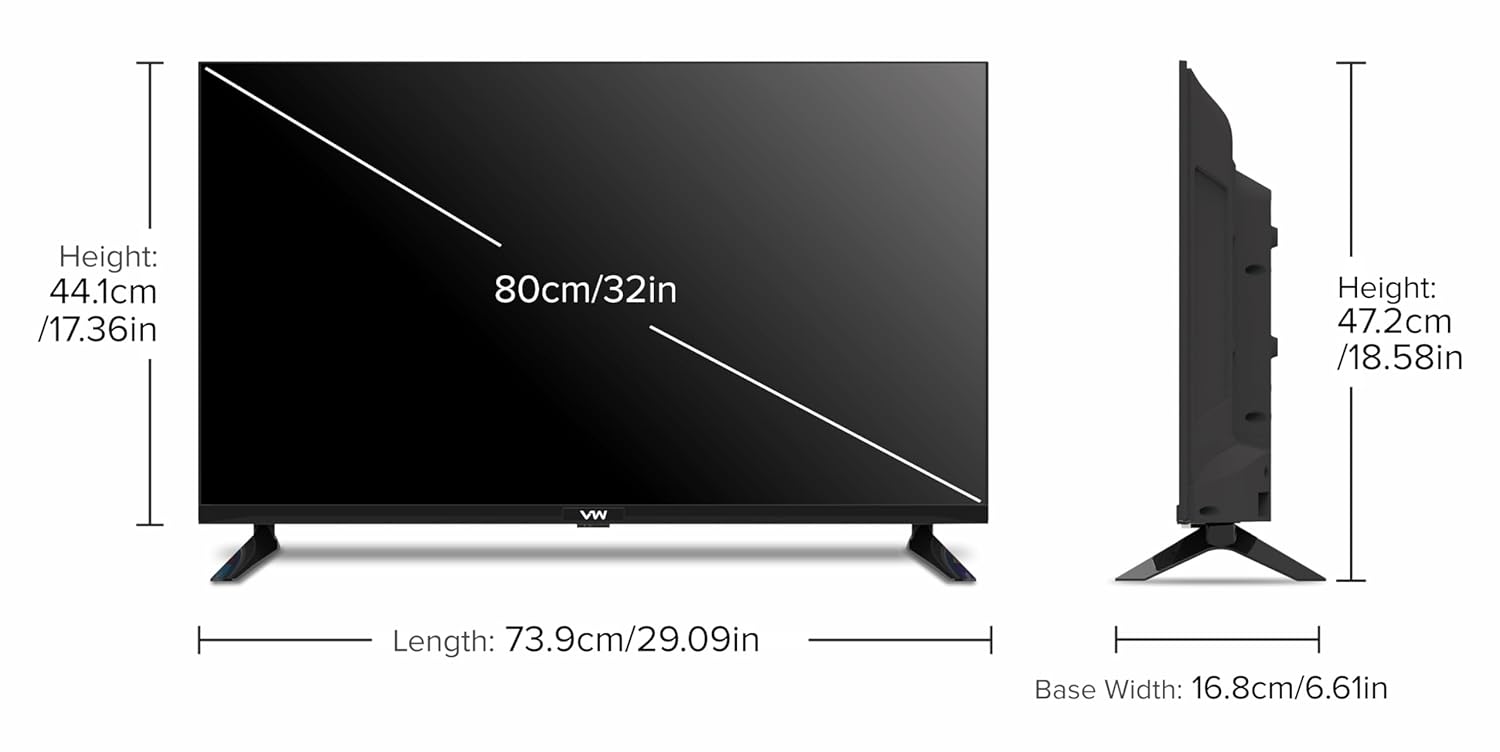 Height:
44.1cm
/17.36in
80cm/32in
Height:
47.2cm
/18.58in
VW
Length: 73.9cm/29.09in
Base Width: 16.8cm/6.61in